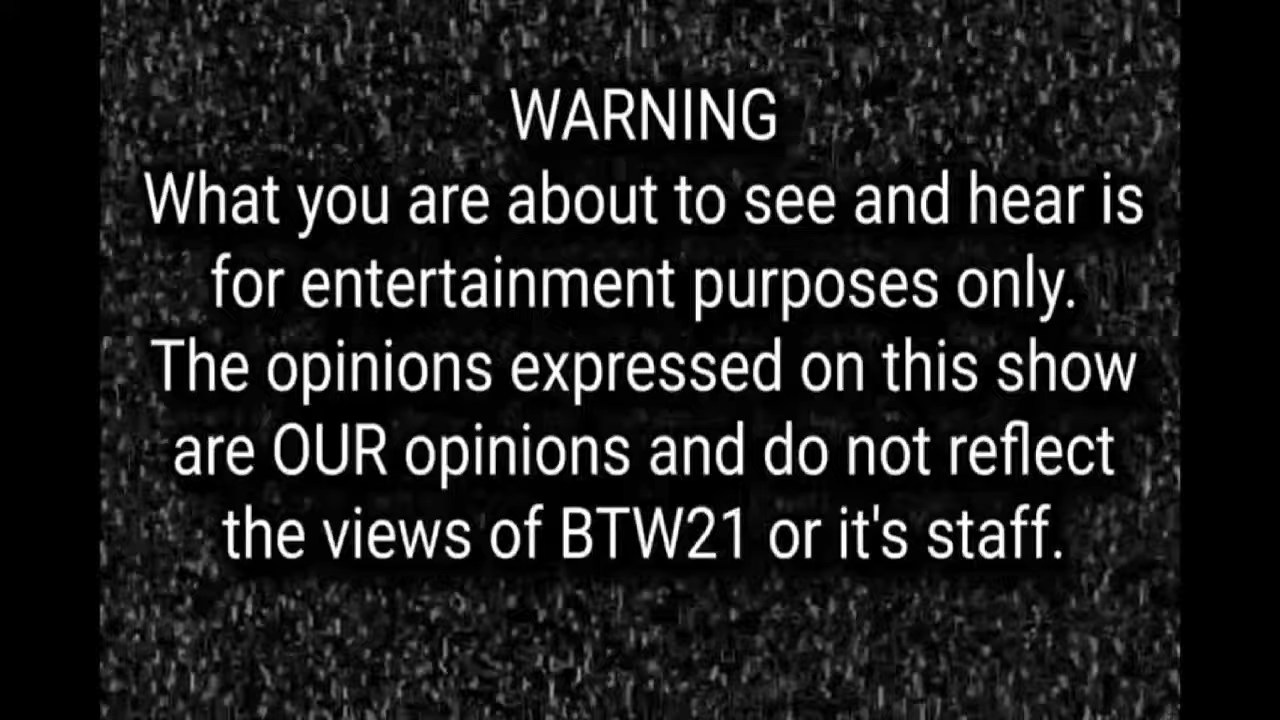 WARNING
What you are about to see and hear is
for entertainment purposes only.
The opinions expressed on this show
are OUR opinions and do not reflect
the views of BTW21 or it's staff.